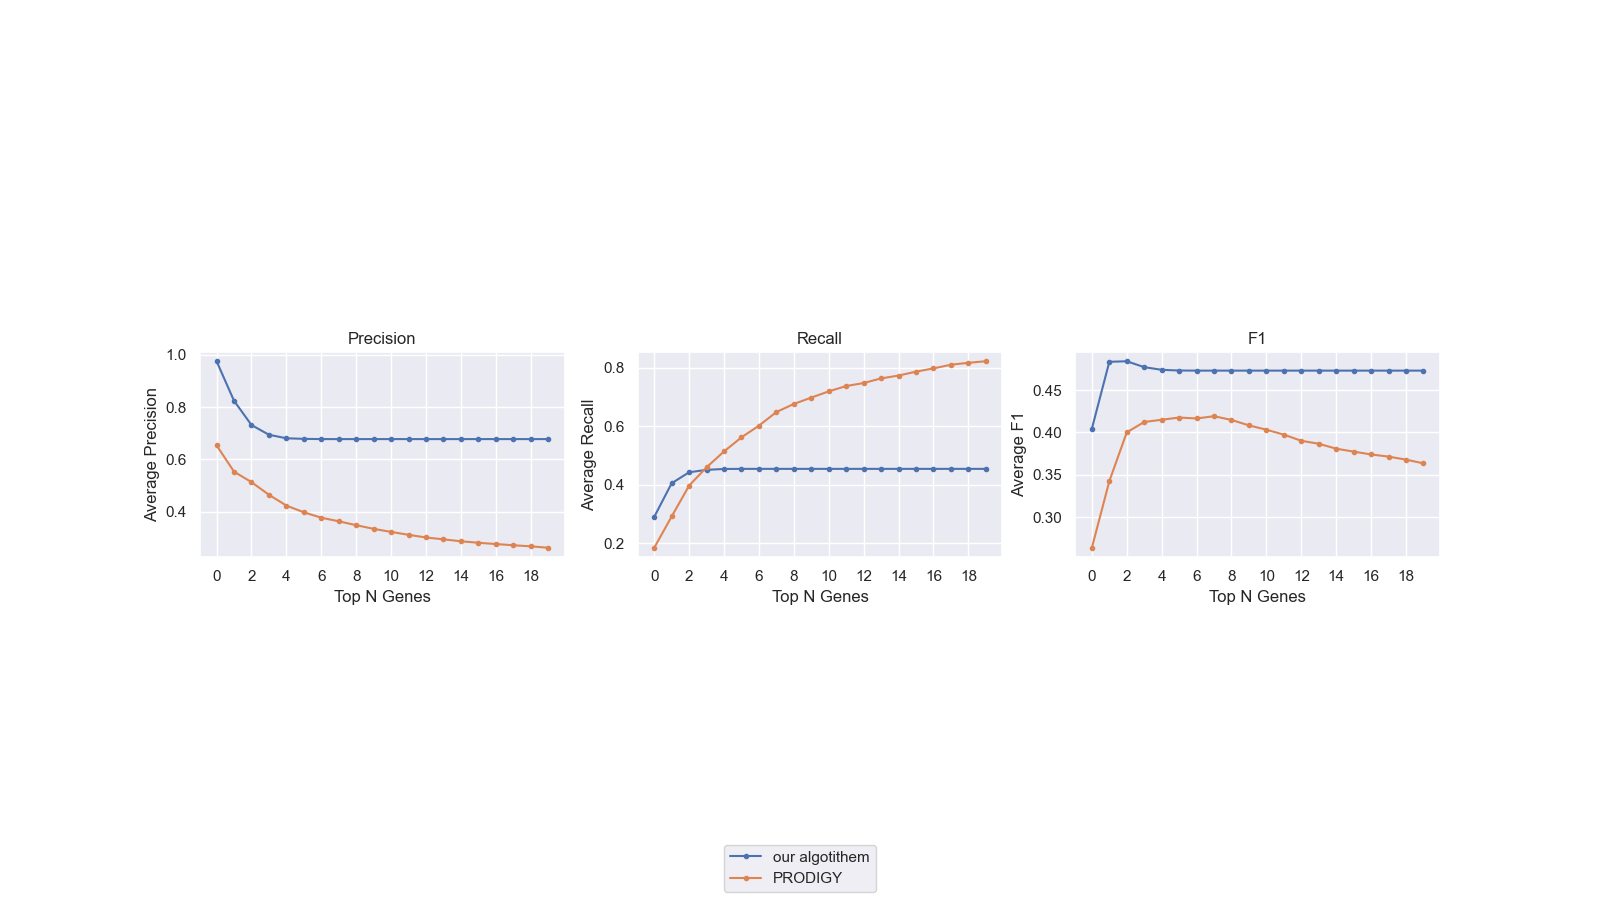 Precision
Recall
F1
1.0
0.8
0.6
0.4
Average Precision
0 2 4 6 8 10 12 14 16 18
Top N Genes
0.8
0.6
0.4
0.2
Average Recall
0 2 4 6 8 10 12 14 16 18
Top N Genes
0.45
0.40
0.35
0.30
Average F1
0 2 4 6 8 10 12 14 16 18
Top N Genes
our algotithem
PRODIGY